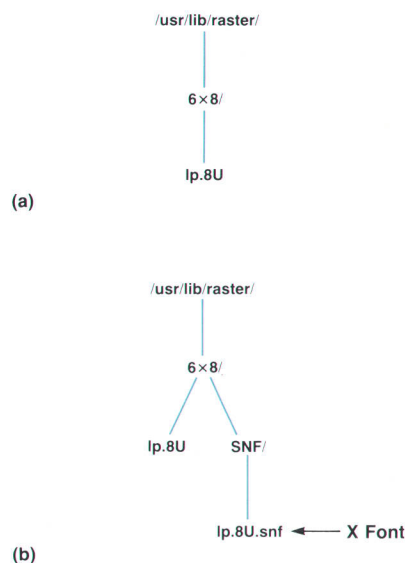 /usr/lib/raster/
6×8/
lp.8U
(a)
/usr/lib/raster/
6×8/
lp.8U SNF/
lp.8U.snf X Font
(b)